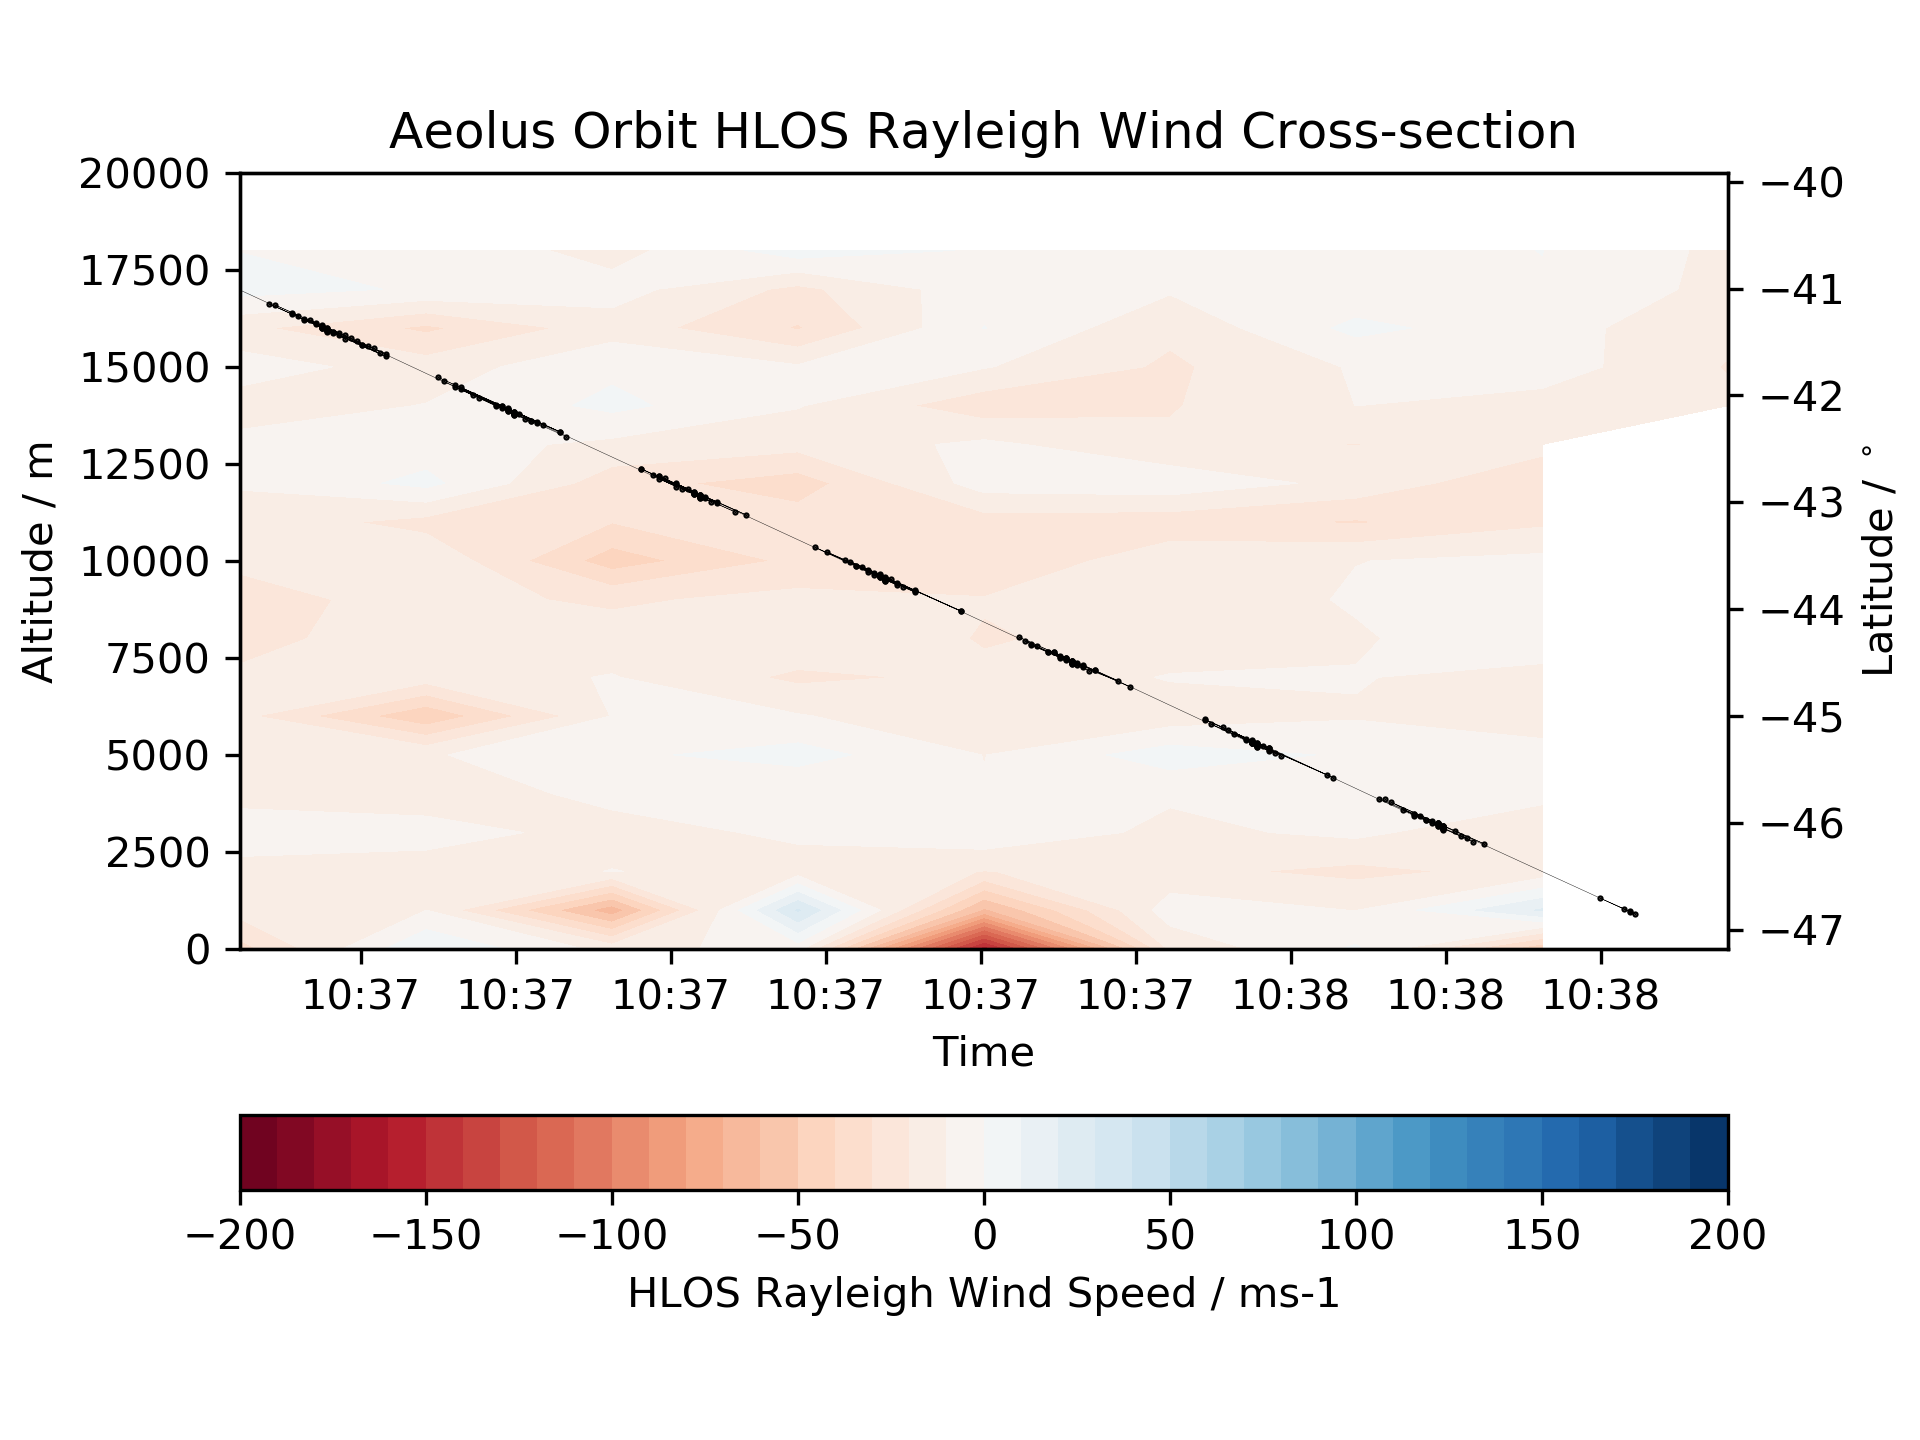 Aeolus Orbit HLOS Rayleigh Wind Cross-section
20000
17500
15000
12500
10000
7500
5000
2500
0
Altitude / m
−40
−41
−42
−43
−44
−45
−46
−47
Latitude / °
10:37 10:37 10:37 10:37 10:37 10:37 10:38 10:38 10:38
Time
−200 −150 −100 −50 0 50 100 150 200
HLOS Rayleigh Wind Speed / ms-1